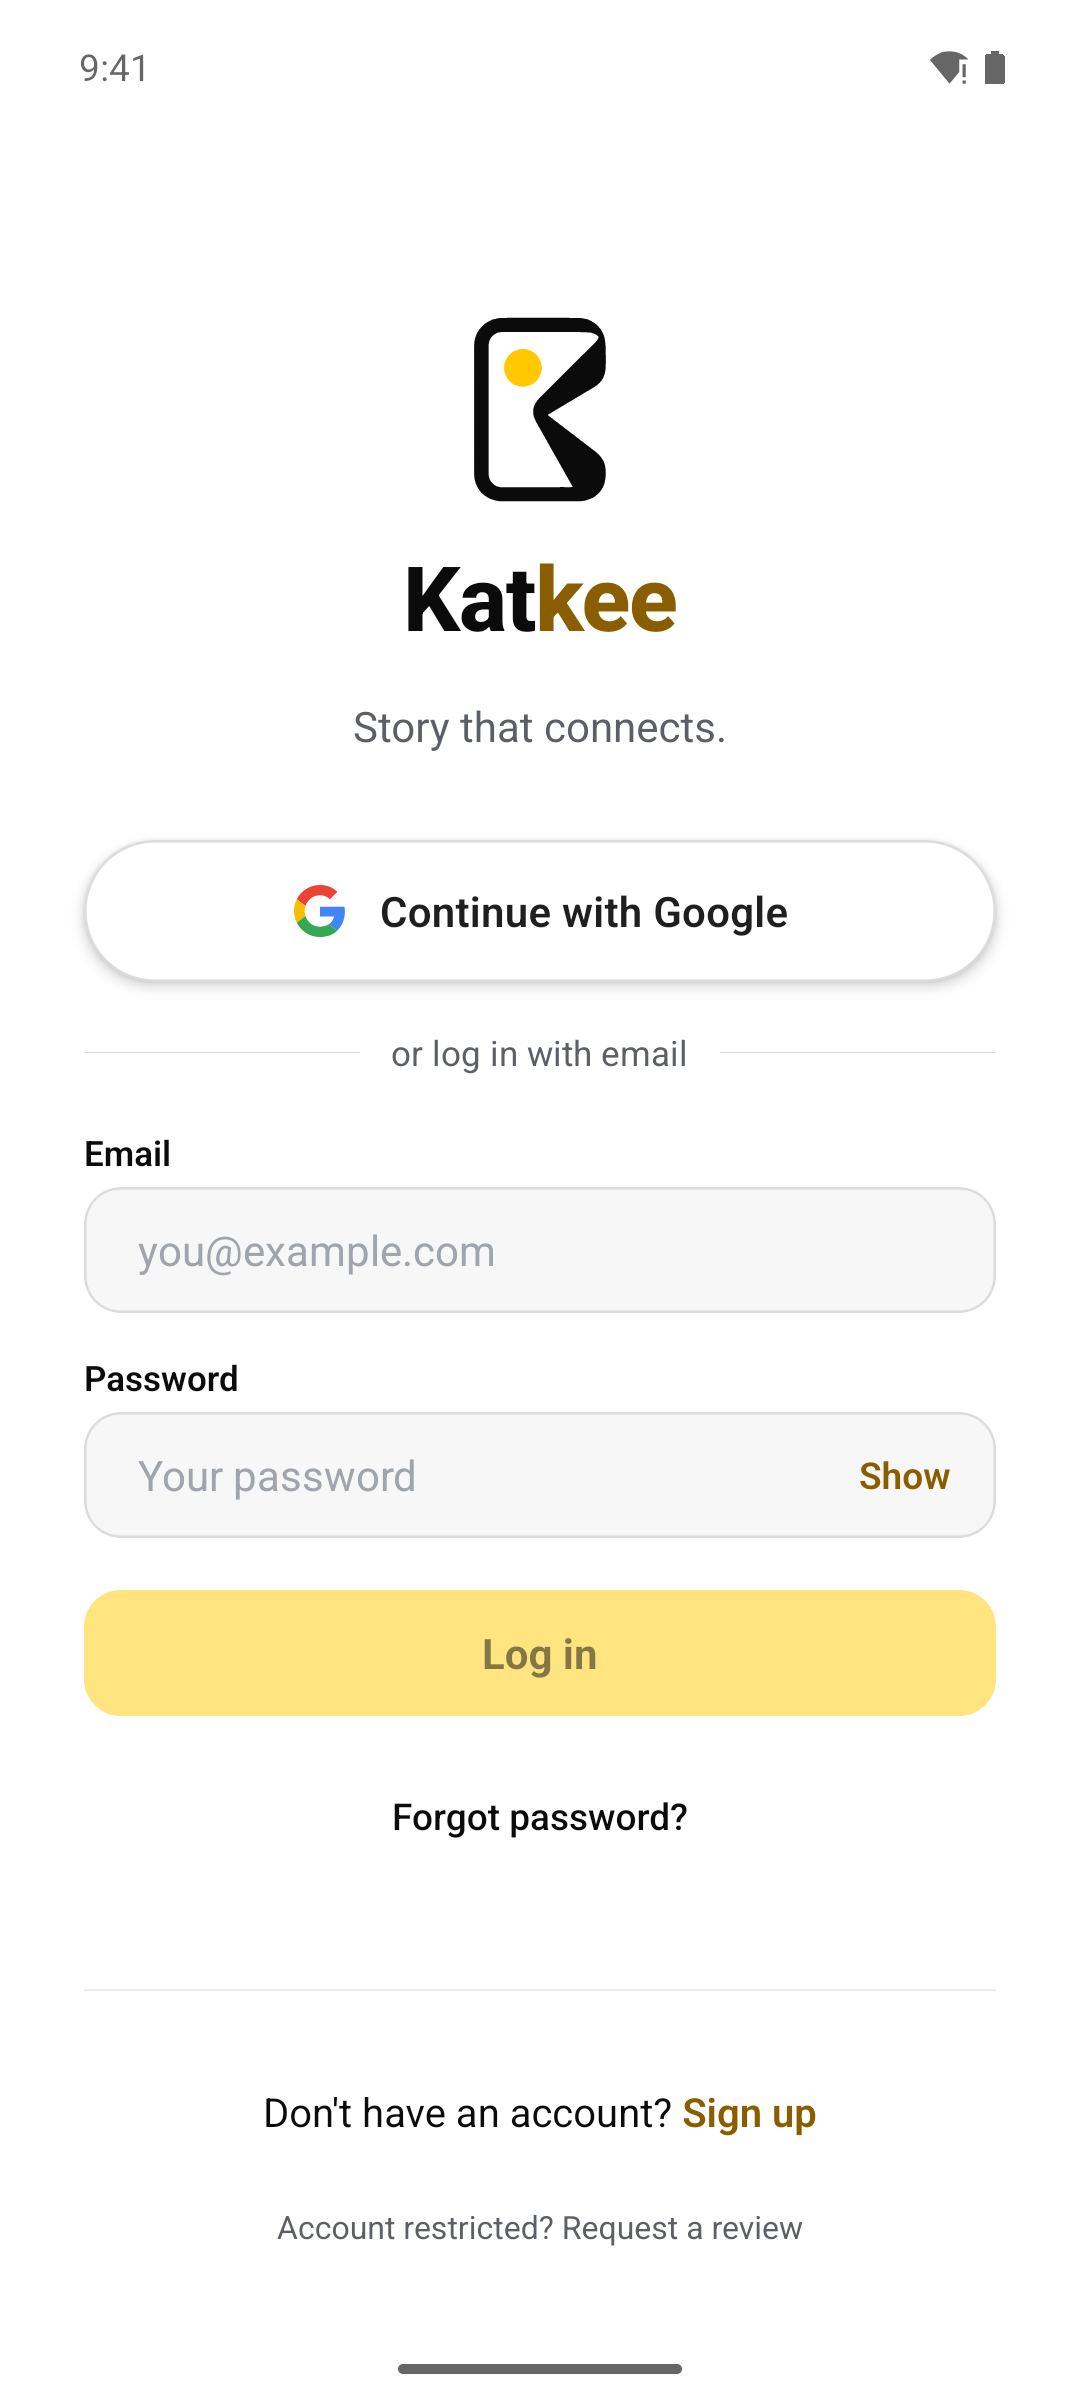 9:41
Katkee
Story that connects.
Continue with Google
or log in with email
Email
you@example.com
Password
Your password
Show
Log in
Forgot password?
Don't have an account? Sign up
Account restricted? Request a review